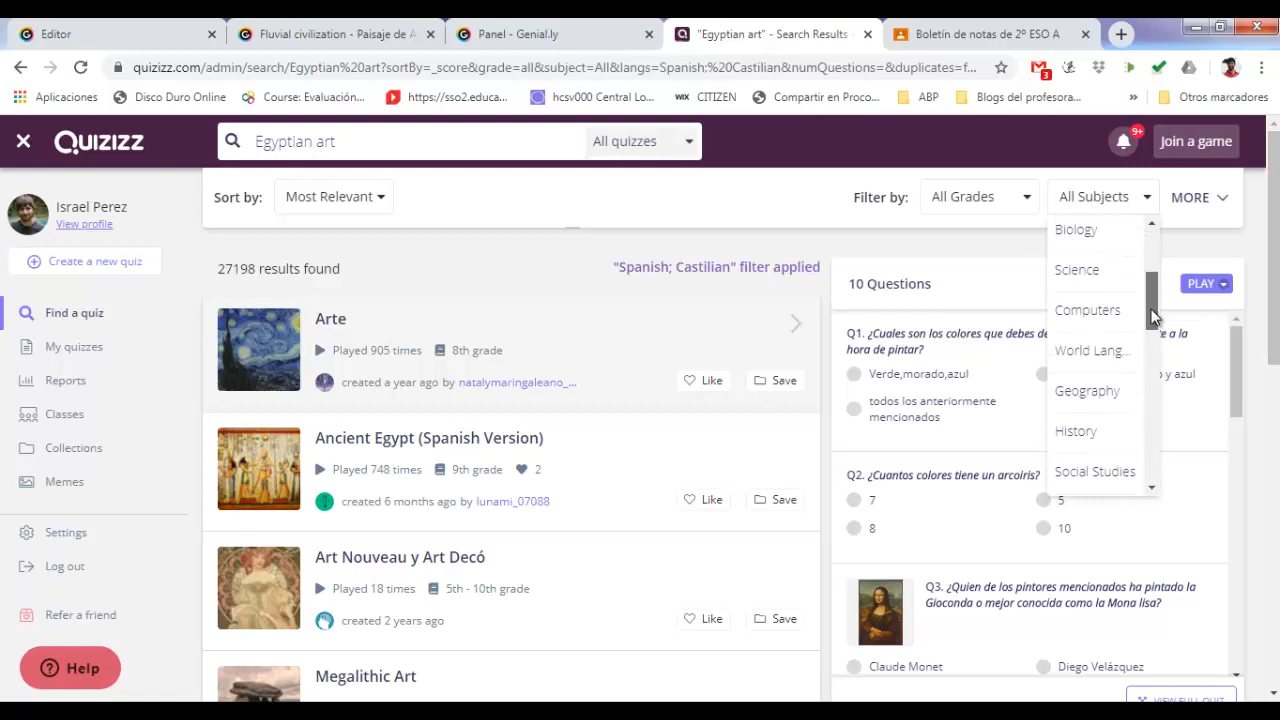 Editor
Fluvial civilization - Paisaje de A
Panel - Genial.ly
"Egyptian art" - Search Results -
Boletín de notas de 2º ESO A
quizizz.com/admin/search/Egyptian%20art?sortBy=_score&grade=all&subject=All&langs=Spanish;%20Castilian&numQuestions=&duplicates=f...
3
Aplicaciones
Disco Duro Online
Course: Evaluación...
https://sso2.educa...
hcsv000 Central Lo...
WIX CITIZEN
Compartir en Proco...
ABP
Blogs del profesora...
»
Otros marcadores
Quizizz
Egyptian art
All quizzes
9+
Join a game
Israel Perez
View profile
Create a new quiz
Find a quiz
My quizzes
Reports
Classes
Collections
Memes
Settings
Log out
Refer a friend
Help
Sort by:
Most Relevant
Filter by:
All Grades
All Subjects
MORE
Biology
Science
Computers
World Lang...
Geography
History
Social Studies
27198 results found
"Spanish; Castilian" filter applied
Arte
Played 905 times
8th grade
created a year ago by natalymaringaleano_...
Like
Save
Ancient Egypt (Spanish Version)
Played 748 times
9th grade
2
created 6 months ago by lunami_07088
Like
Save
Art Nouveau y Art Decó
Played 18 times
5th - 10th grade
created 2 years ago
Like
Save
Megalithic Art
10 Questions
PLAY
Q1. ¿Cuales son los colores que debes de
te a la
hora de pintar?
Verde,morado,azul
o y azul
todos los anteriormente
mencionados
Q2. ¿Cuantos colores tiene un arcoiris?
7
5
8
10
Q3. ¿Quien de los pintores mencionados ha pintado la
Gioconda o mejor conocida como la Mona lisa?
Claude Monet
Diego Velázquez
VIEW FULL QUIZ